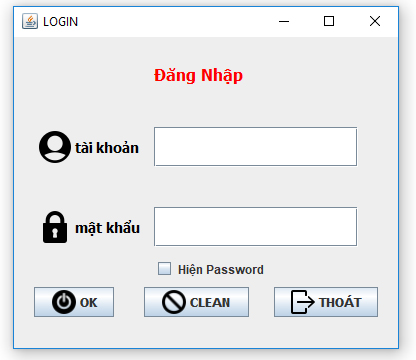 LOGIN
Đăng Nhập
tài khoản
mật khẩu
Hiện Password
OK CLEAN THOÁT